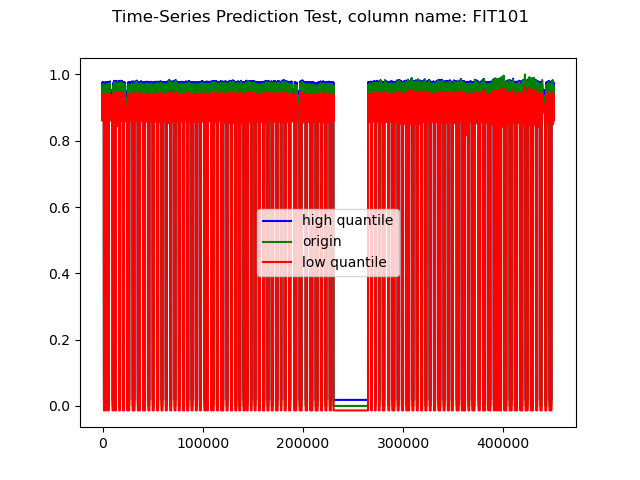 Time-Series Prediction Test, column name: FIT101
1.0
0.8
0.6
high quantile
origin
low quantile
0.4
0.2
0.0
0 100000 200000 300000 400000